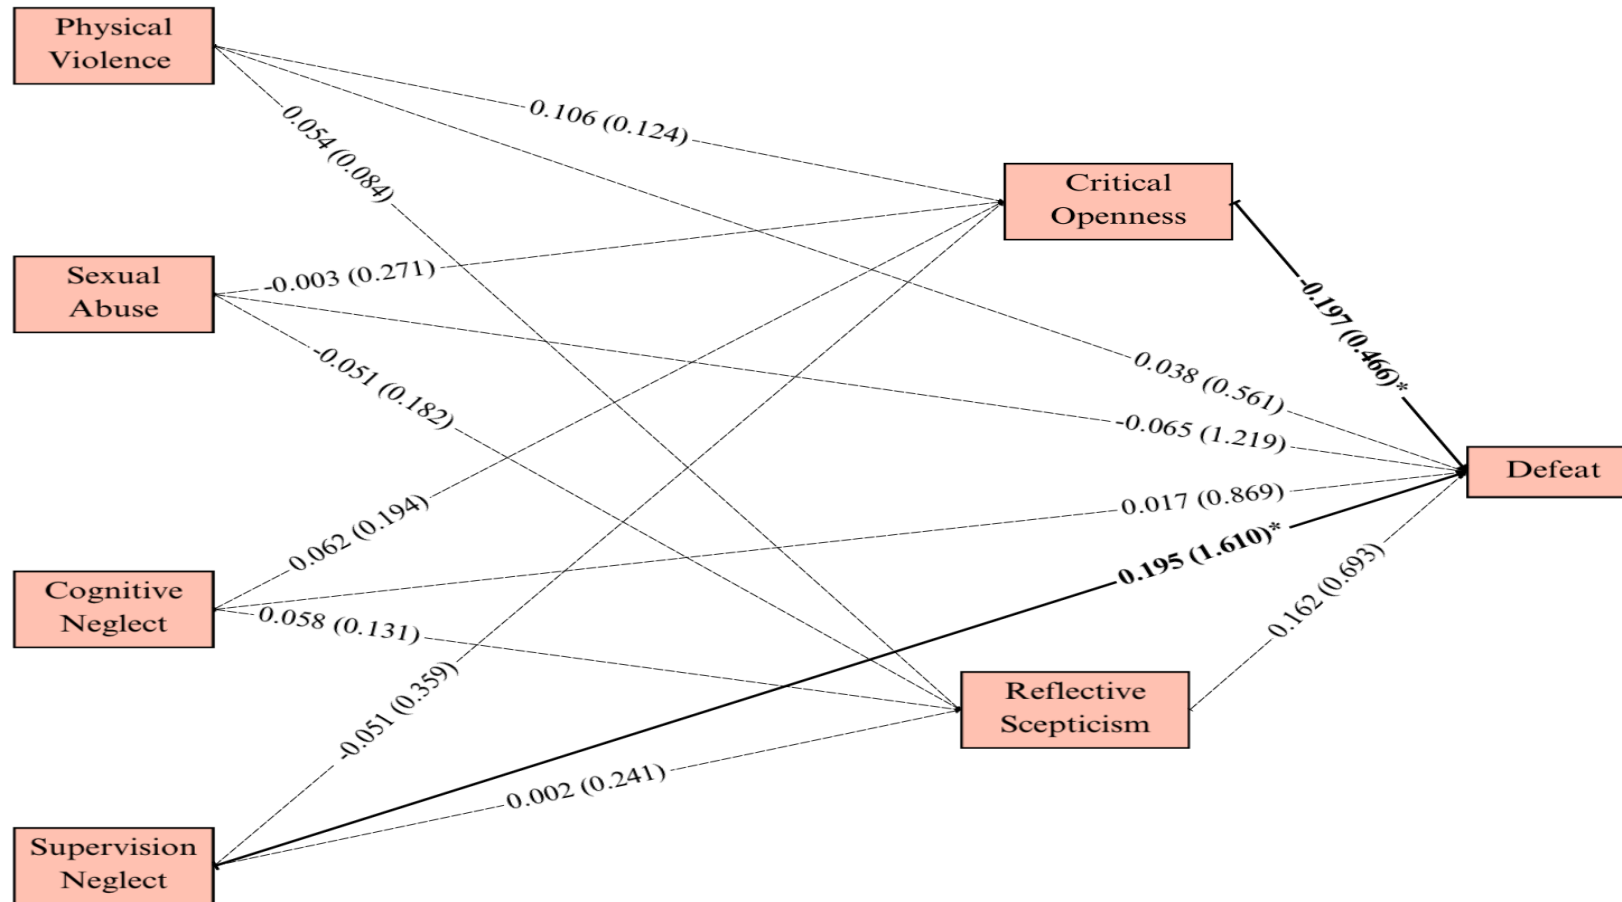 Physical
Violence
0.106 (0.124)
0.054 (0.084)
Critical
Openness
Sexual
Abuse
-0.003 (0.271)
-0.197 (0.466)*
-0.051 (0.182)
0.038 (0.561)
-0.065 (1.219)
Defeat
0.017 (0.869)
0.062 (0.194)
0.195 (1.610)*
Cognitive
Neglect
0.058 (0.131)
0.162 (0.693)
-0.051 (0.359)
Reflective
Scepticism
0.002 (0.241)
Supervision
Neglect